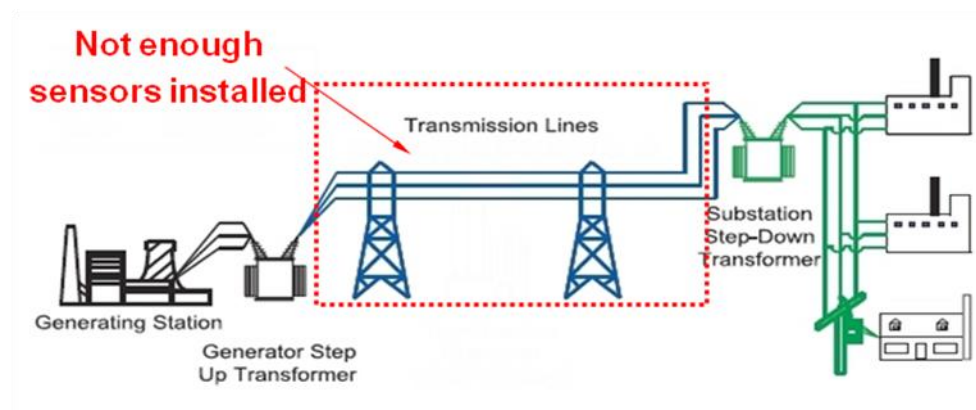 Not enough
sensors installed
Transmission Lines
Substation
Step-Down
Transformer
Generating Station
Generator Step
Up Transformer